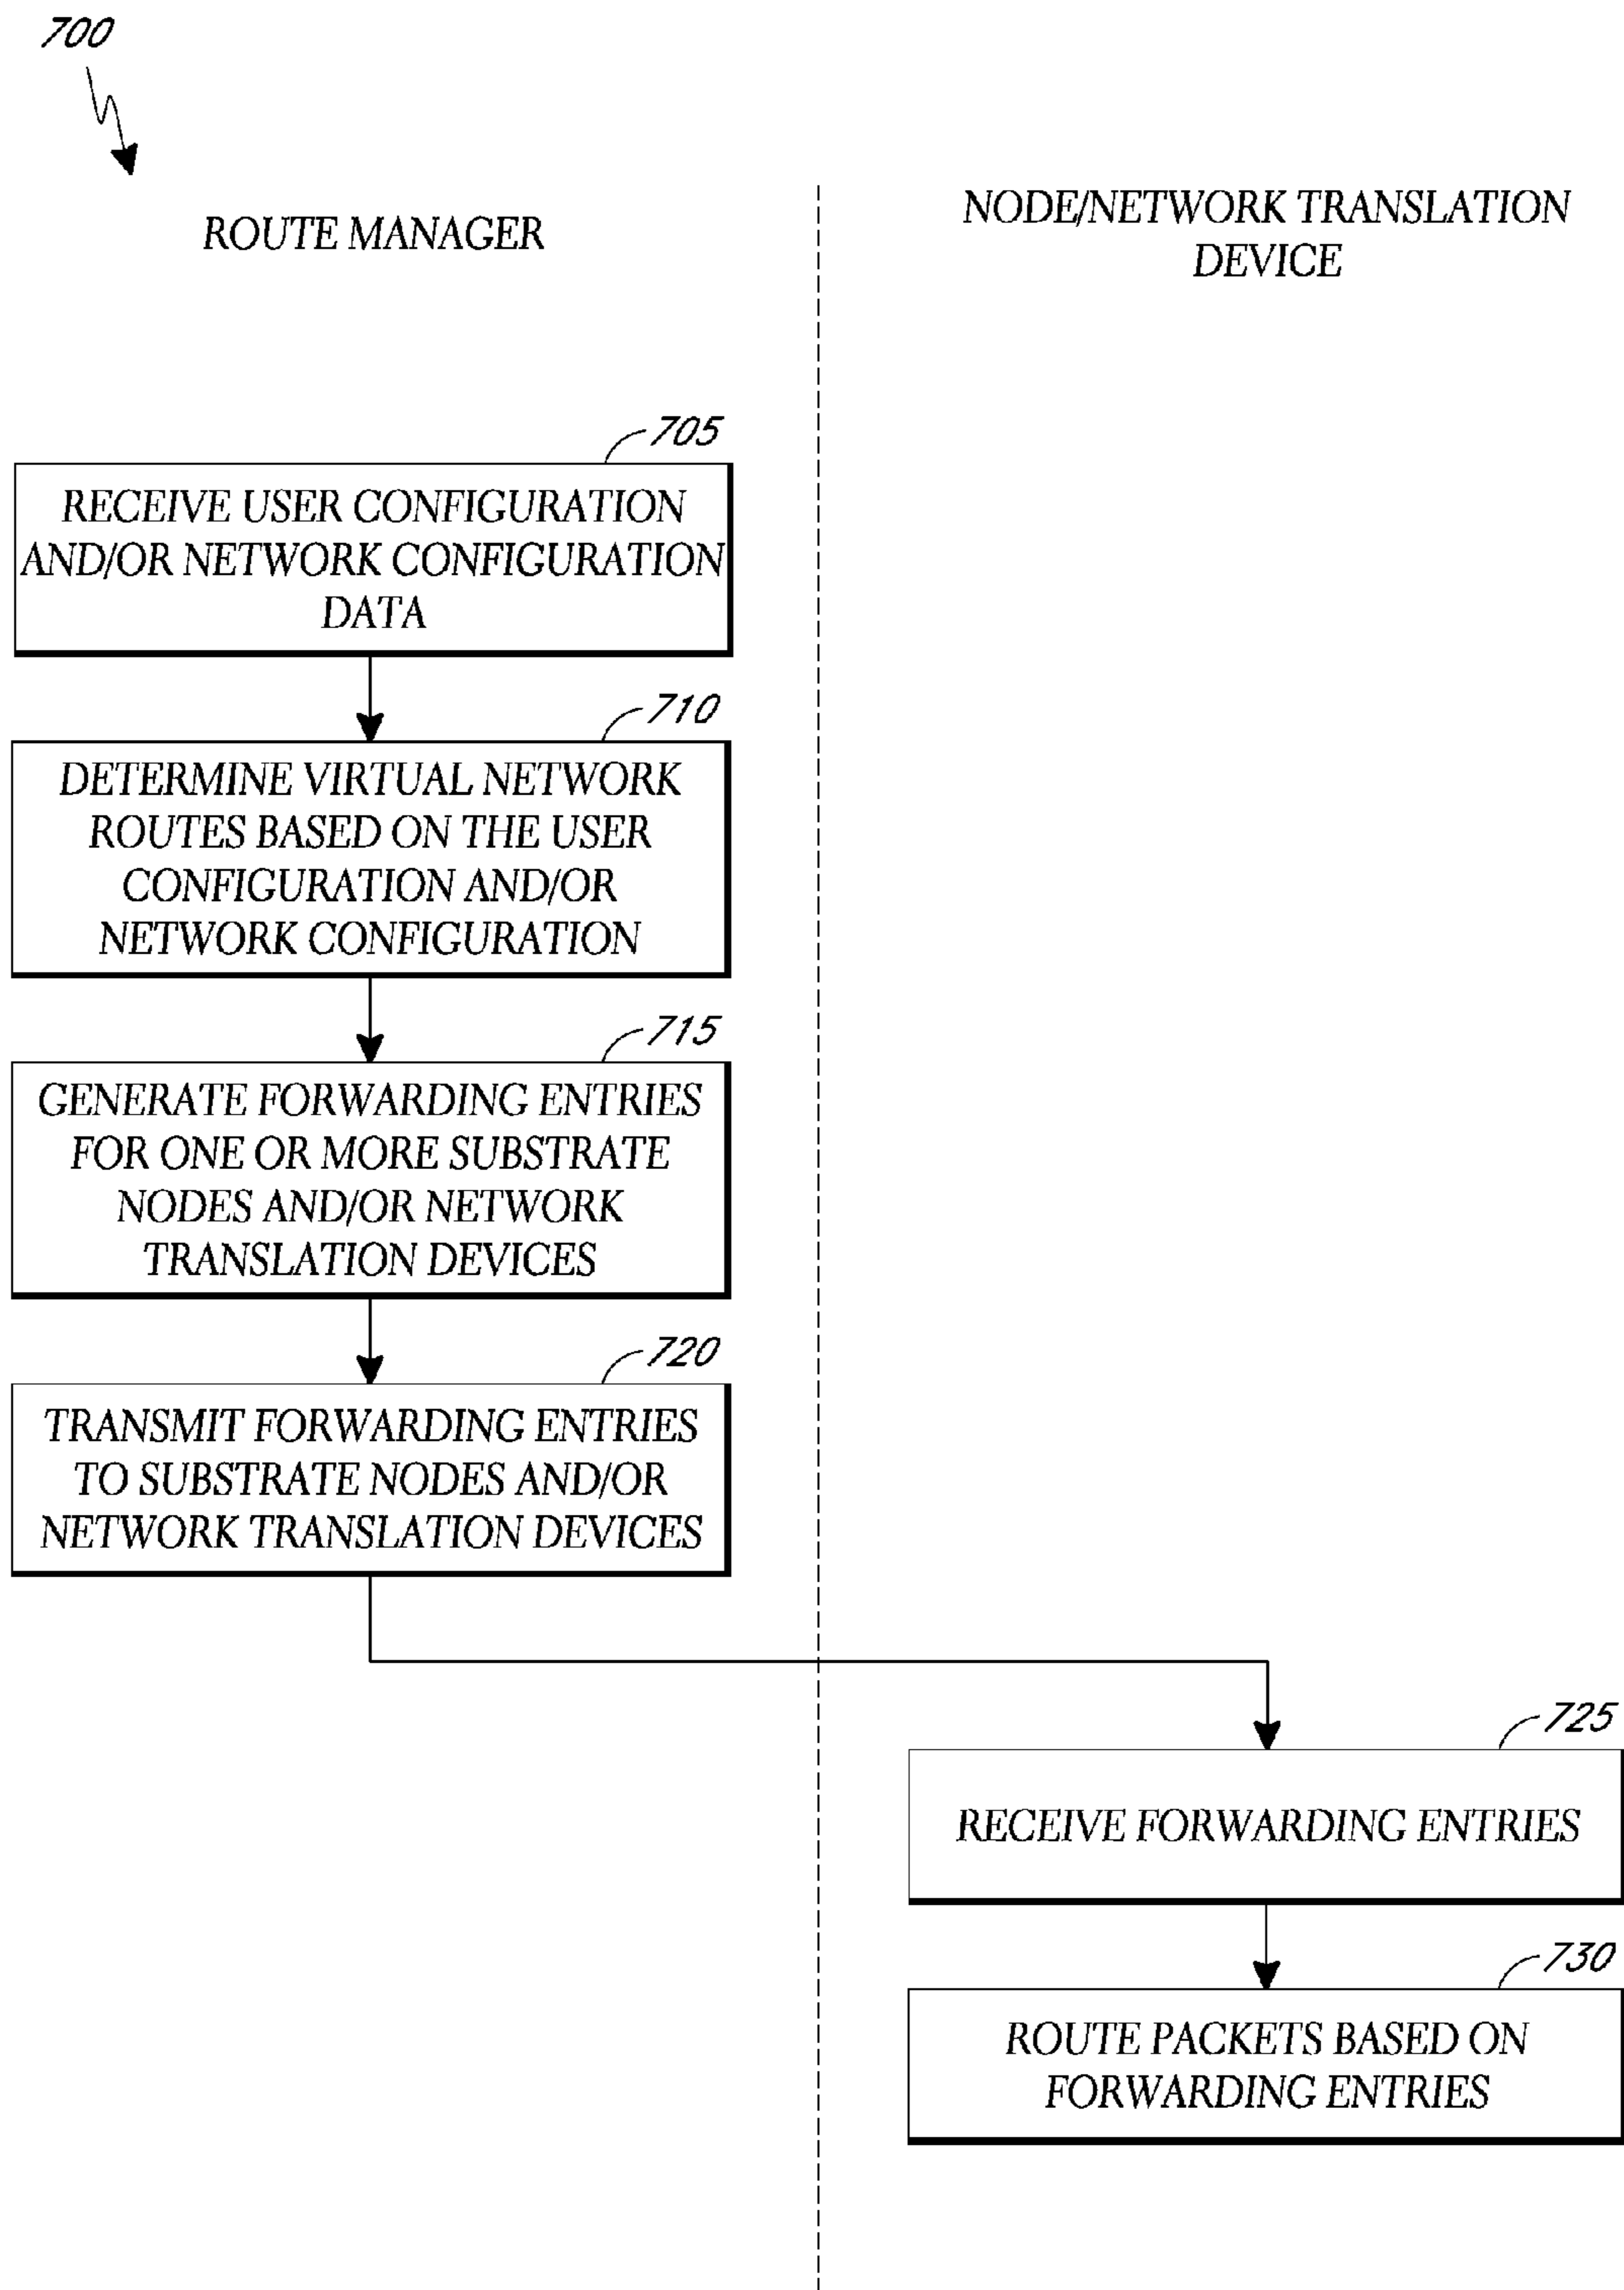 700
ROUTE MANAGER
NODE/NETWORK TRANSLATION
DEVICE
705
RECEIVE USER CONFIGURATION
AND/OR NETWORK CONFIGURATION
DATA
710
DETERMINE VIRTUAL NETWORK
ROUTES BASED ON THE USER
CONFIGURATION AND/OR
NETWORK CONFIGURATION
715
GENERATE FORWARDING ENTRIES
FOR ONE OR MORE SUBSTRATE
NODES AND/OR NETWORK
TRANSLATION DEVICES
720
TRANSMIT FORWARDING ENTRIES
TO SUBSTRATE NODES AND/OR
NETWORK TRANSLATION DEVICES
725
RECEIVE FORWARDING ENTRIES
730
ROUTE PACKETS BASED ON
FORWARDING ENTRIES